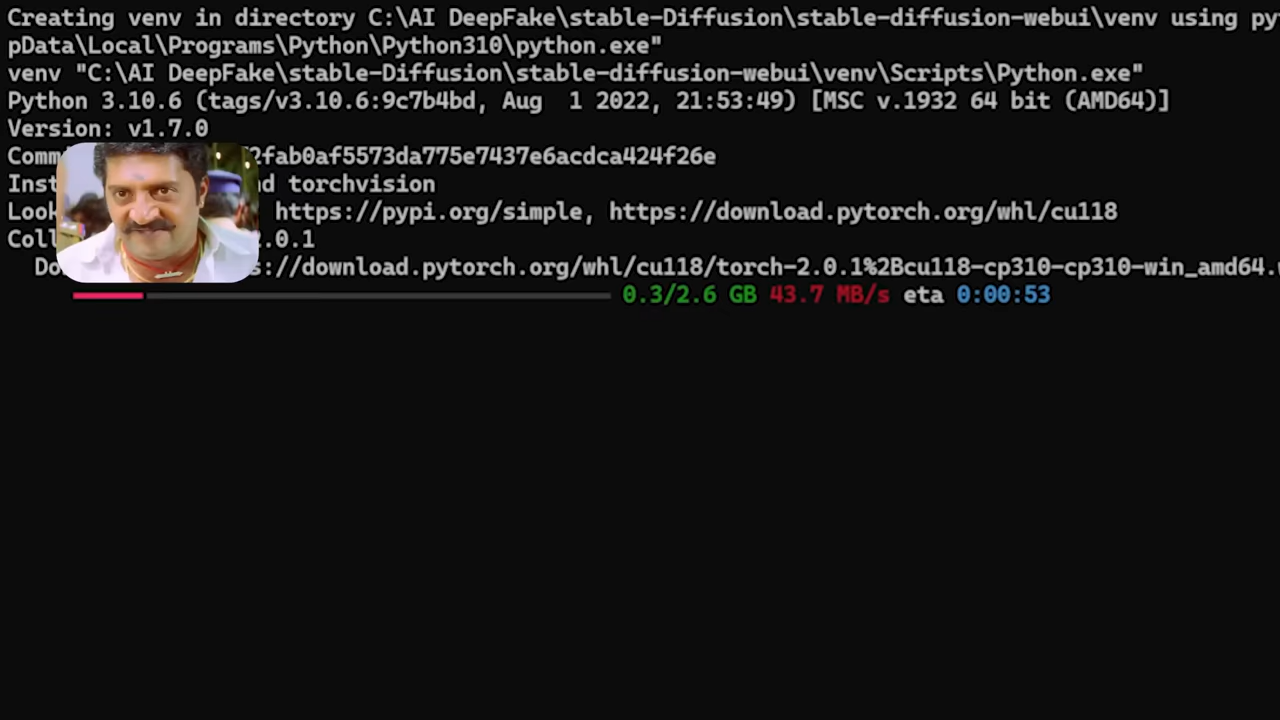 Creating venv in directory C:\AI DeepFake\stable-Diffusion\stable-diffusion-webui\venv using py
pData\Local\Programs\Python\Python310\python.exe"
venv "C:\AI DeepFake\stable-Diffusion\stable-diffusion-webui\venv\Scripts\Python.exe"
Python 3.10.6 (tags/v3.10.6:9c7b4bd, Aug  1 2022, 21:53:49) [MSC v.1932 64 bit (AMD64)]
Version: v1.7.0
Comm 2fab0af5573da775e7437e6acdca424f26e
Inst d torchvision
Look https://pypi.org/simple, https://download.pytorch.org/whl/cu118
Coll .0.1
Do s://download.pytorch.org/whl/cu118/torch-2.0.1%2Bcu118-cp310-cp310-win_amd64.
0.3/2.6 GB 43.7 MB/s eta 0:00:53